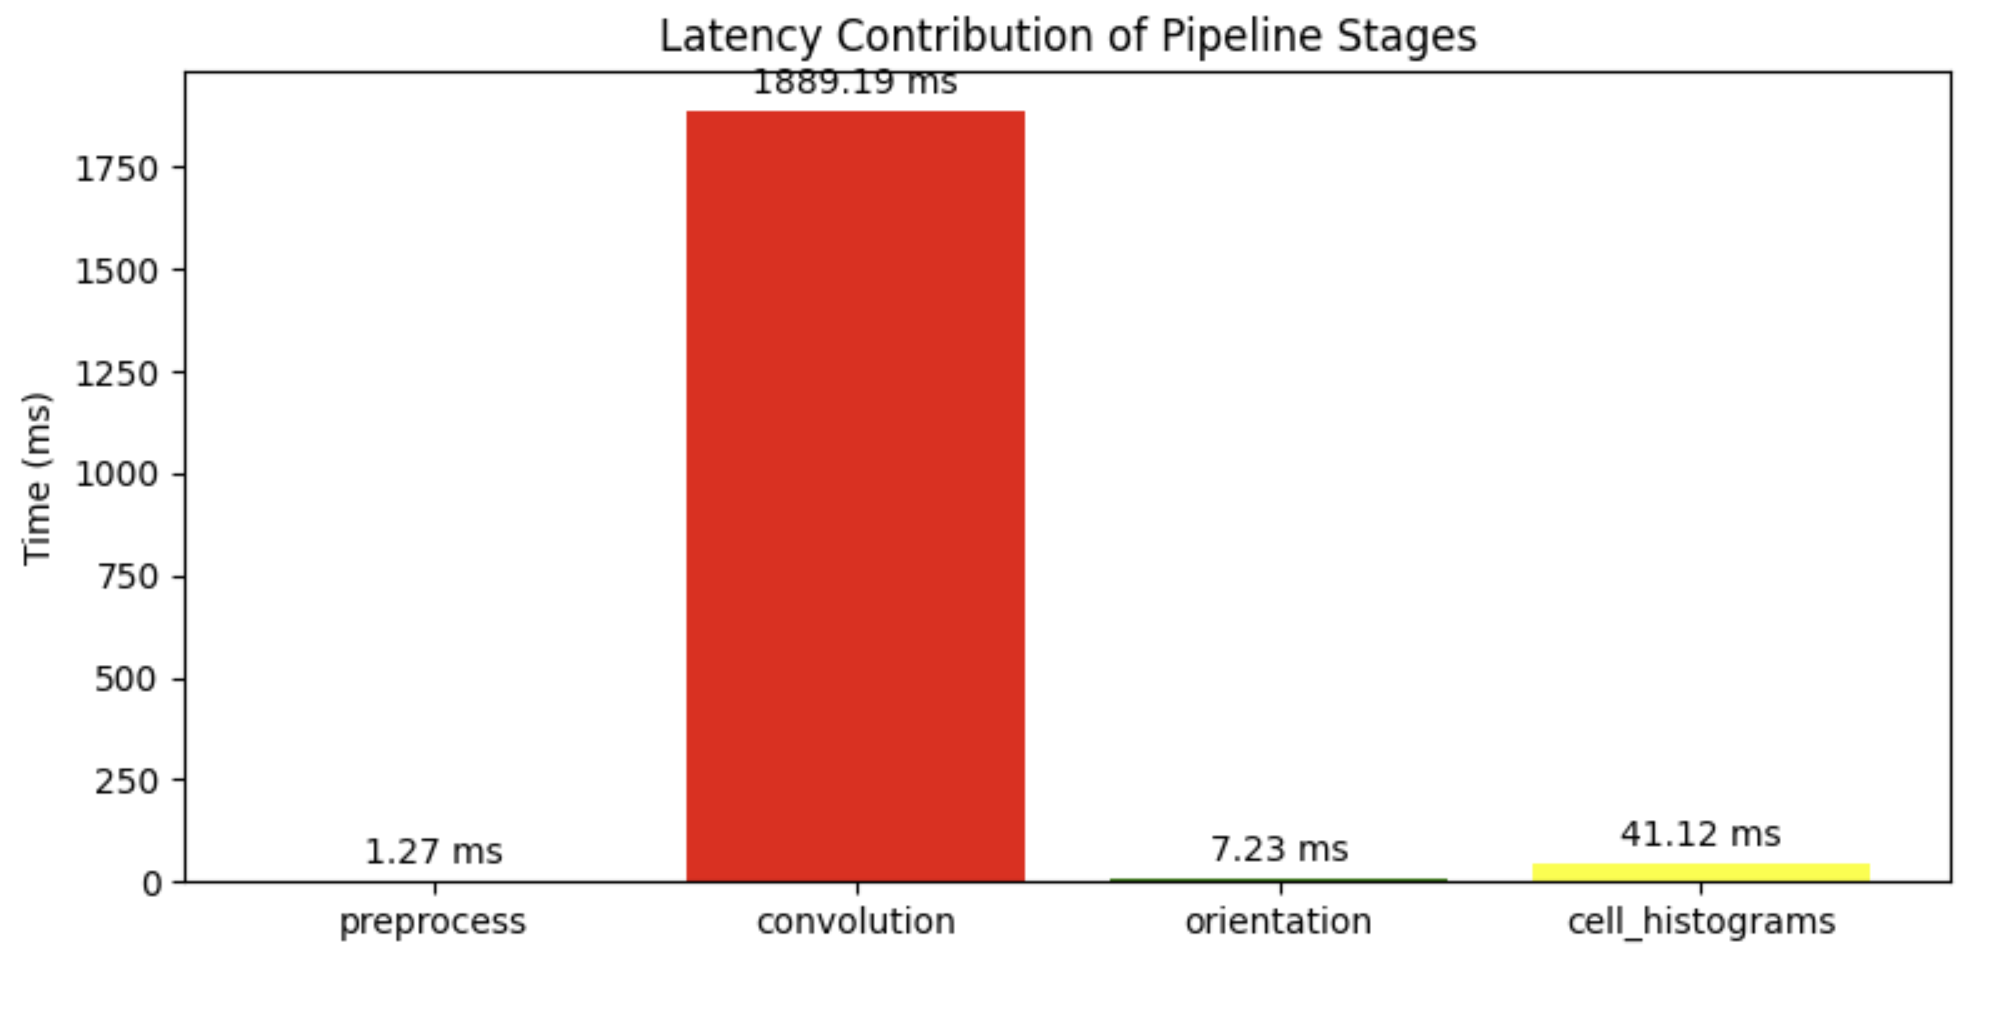 Latency Contribution of Pipeline Stages
1889.19 ms
1750
1500
1250
1000
750
500
250
0
Time (ms)
1.27 ms
7.23 ms
41.12 ms
preprocess
convolution
orientation
cell_histograms